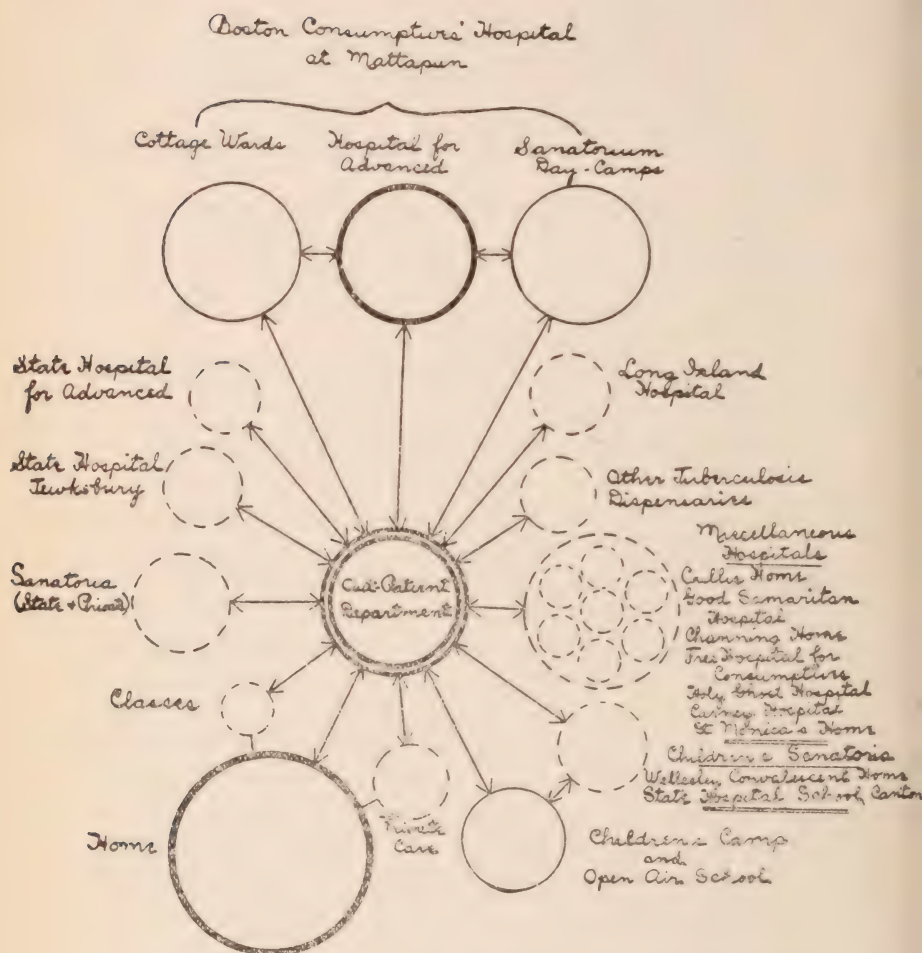 Boston Consumptives' Hospital
at Mattapan
Cottage Wards
Hospital for
Advanced
Sanatorium
Day-Camps
State Hospital
for Advanced
Long Island
Hospital
State Hospital
Tewksbury
Other Tuberculosis
Dispensaries
Sanatoria
(State & Private)
Out-Patient
Department
Miscellaneous
Hospitals
Cullis Home
Good Samaritan
Hospital
Channing Home
Free Hospital for
Consumptives
Holy Ghost Hospital
Carney Hospital
St Monica's Home
Classes
Children's Sanatoria
Wellesley Convalescent Home
State Hospital School, Canton
Home
Private
Care
Children's Camp
and
Open Air School